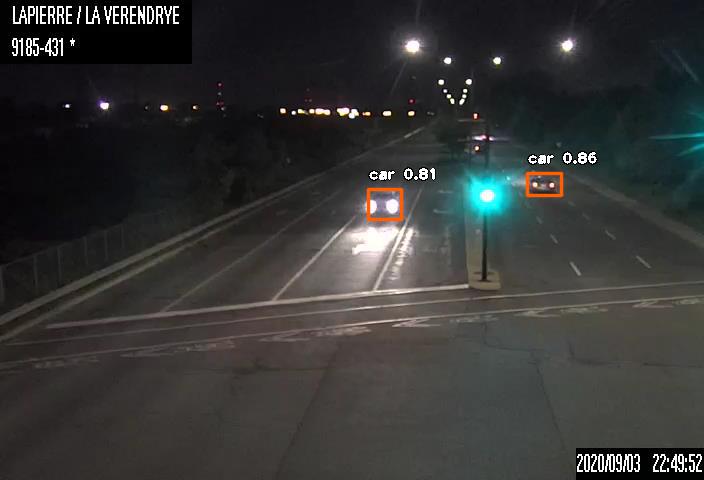 LAPIERRE / LA VERENDRYE
9185-431 *
car 0.86
car 0.81
2020/09/03 22:49:52